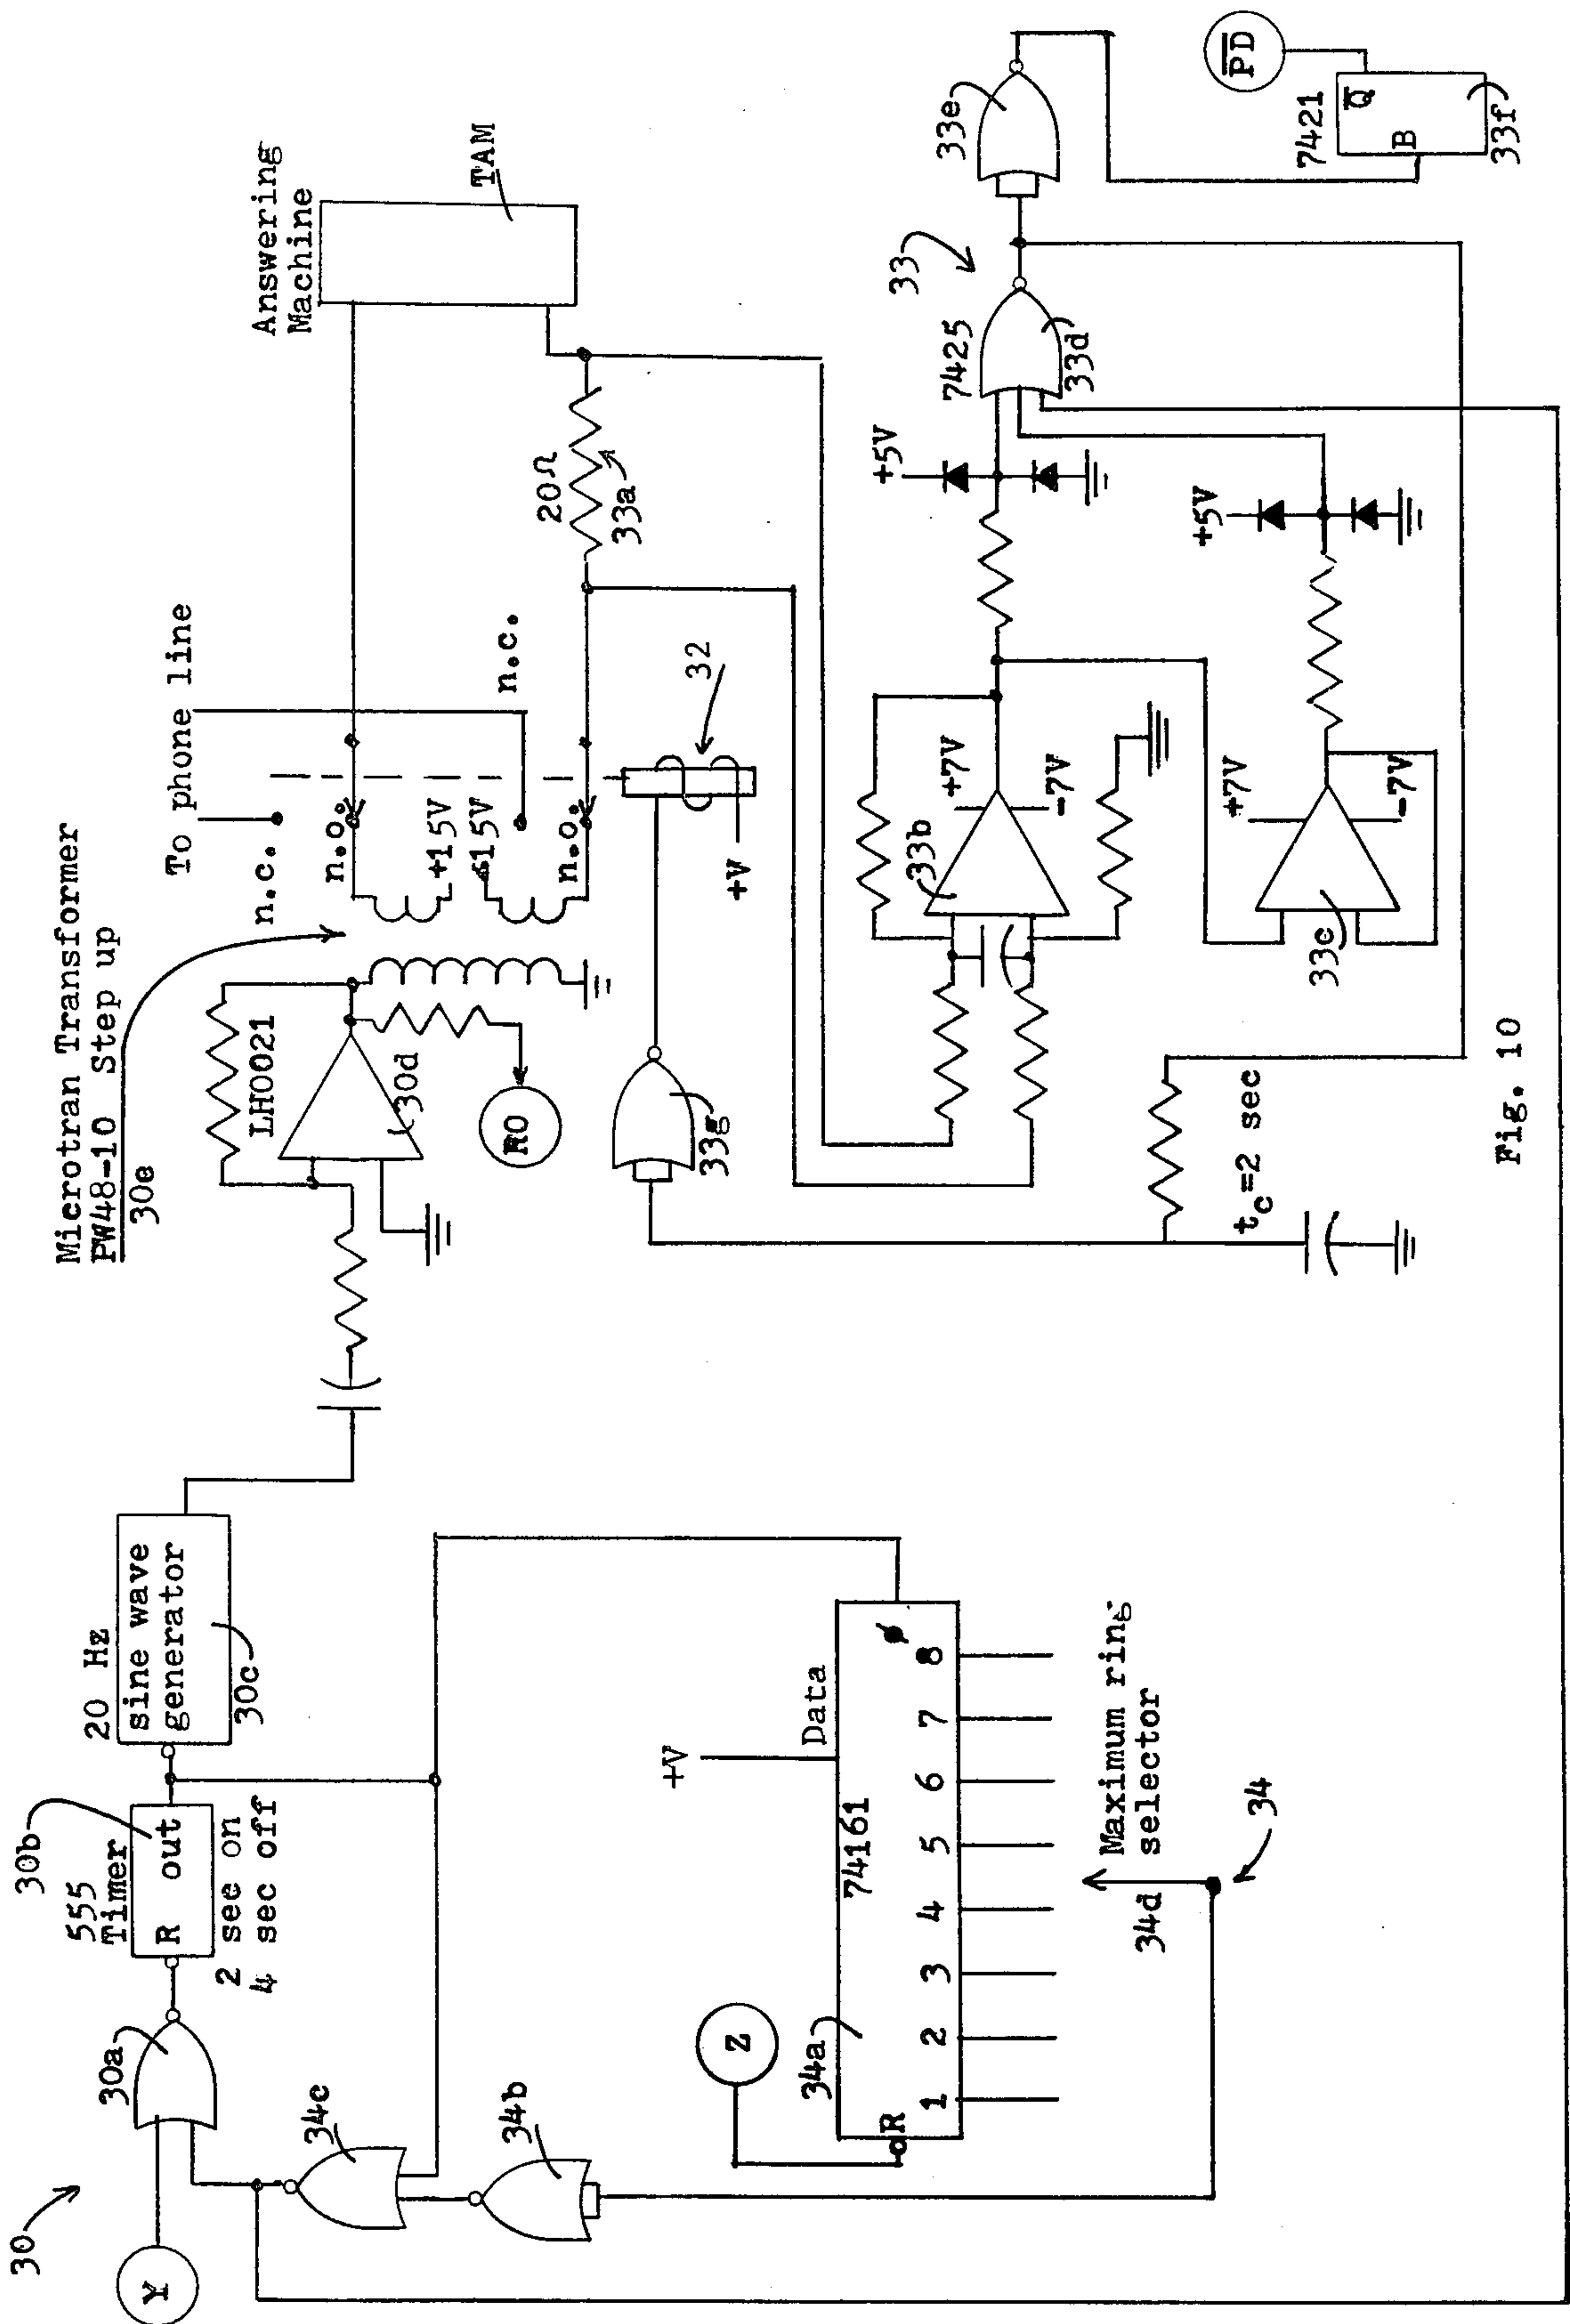 30
Y
30a
30b
555
Timer
R out
2 sec on
4 sec off
20 Hz
sine wave
generator
30c
34c
34b
Z
34a
R
74161
+V
Data
φ
1 2 3 4 5 6 7 8
Maximum ring
selector
34d
34
Microtran Transformer
PW48-10 Step up
30e
LH0021
30d
RO
To phone line
n.c.
n.o.
+15V
±15V
n.c.
n.o.
Answering
Machine
TAM
20Ω
33a
32
+V
33g
33b
+7V
-7V
33c
+7V
-7V
+5V
+5V
33
7425
33d
33e
PD
7421
Q
B
33f
tc=2 sec
Fig. 10